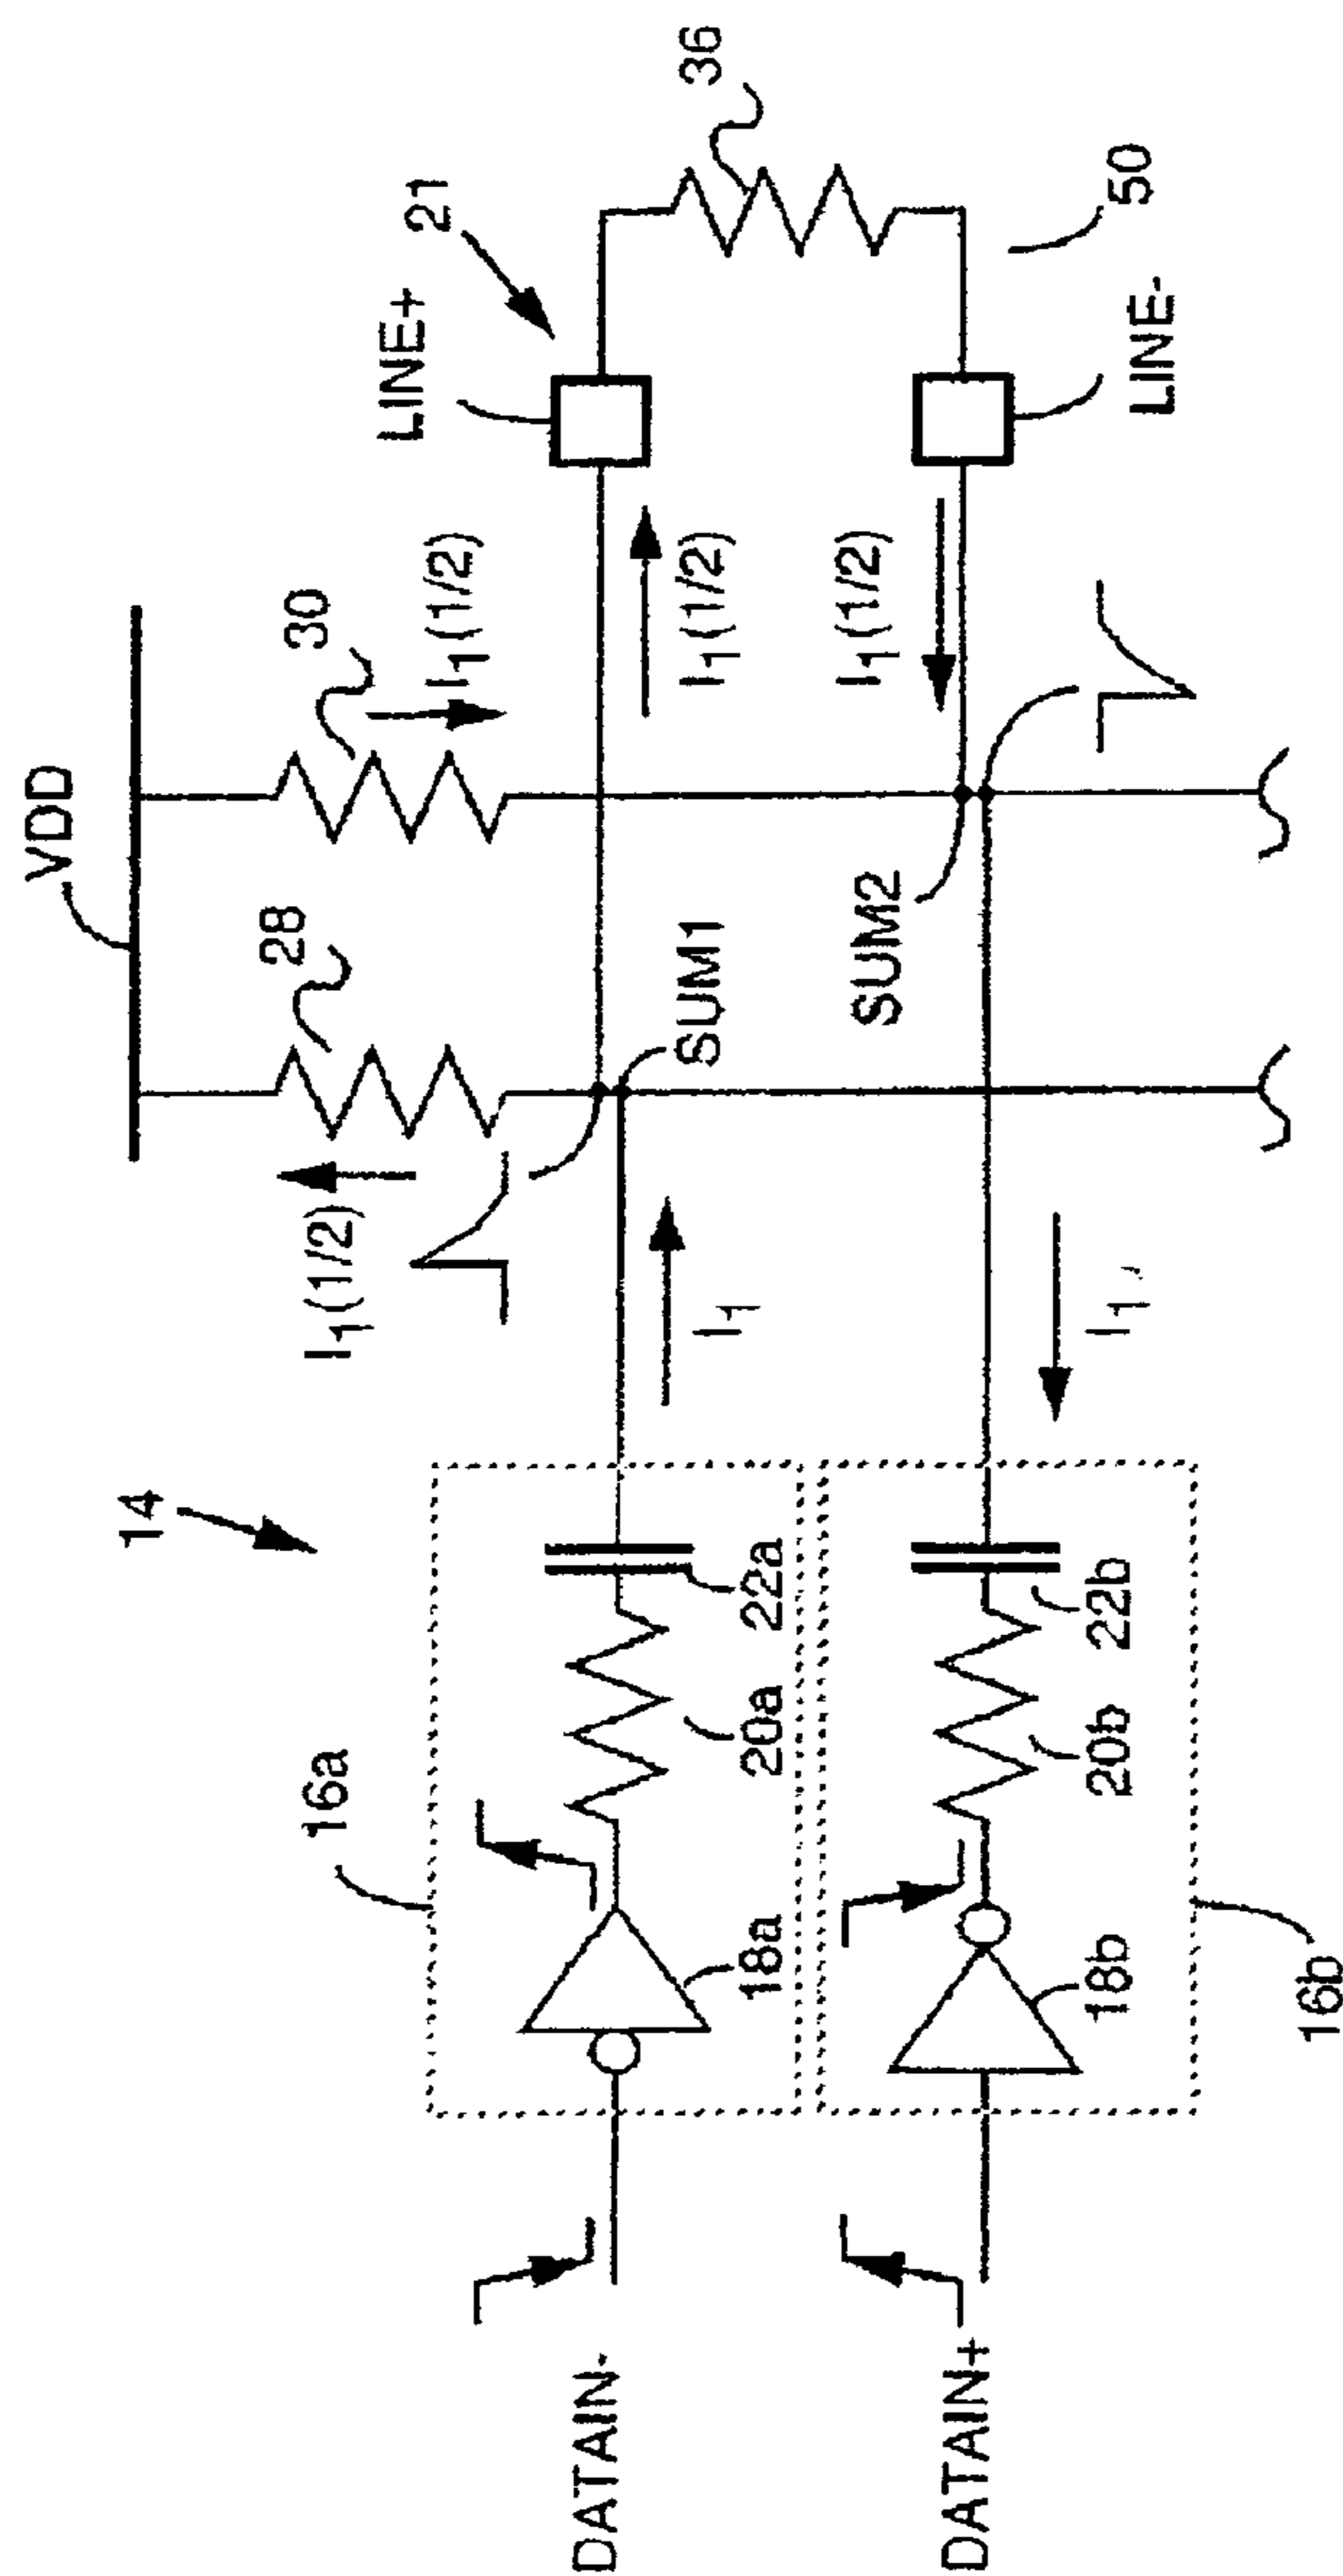 VDD
28
30
I1(1/2)
I1(1/2)
LINE+
21
36
14
16a
SUM1
I1
I1(1/2)
DATAIN-
18a
20a
22a
SUM2
I1(1/2)
I1
LINE-
50
DATAIN+
18b
20b
22b
16b